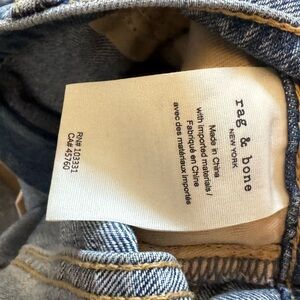 rag & bone
NEW YORK
Made in China
with imported materials /
Fabriqué en Chine
avec des matériaux importés
RN# 103331
CA# 45760